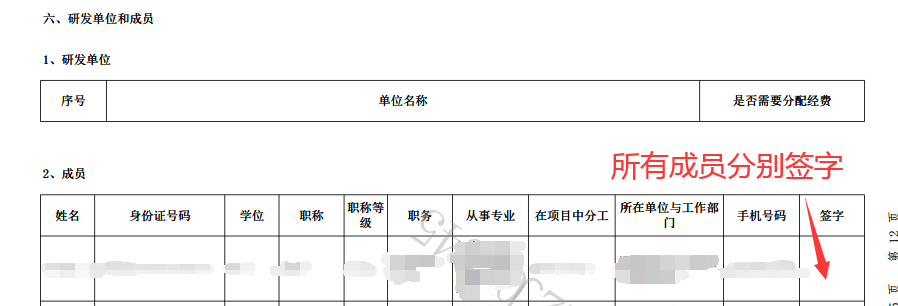 六、研发单位和成员
1、研发单位
序号 单位名称 是否需要分配经费
2、成员
所有成员分别签字
姓名 身份证号码 学位 职称 职称等级 职务 从事专业 在项目中分工 所在单位与工作部门 手机号码 签字
第 12 页
页